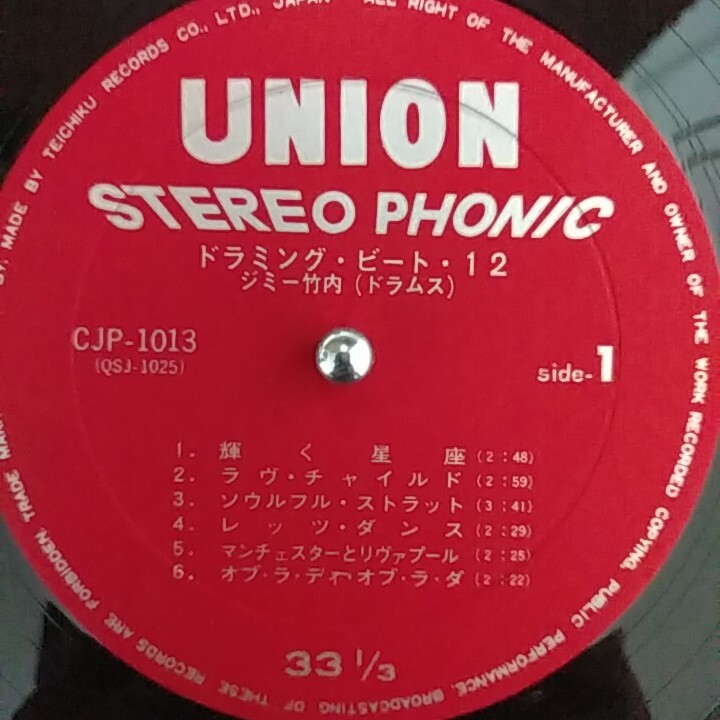 UNION
STEREO PHONIC
ドラミング・ビート・12
ジミー竹内（ドラムス）
CJP-1013
(QSJ-1025)
side-1
1. 輝く星座 (2:48)
2. ラヴ・チャイルド (2:59)
3. ソウルフル・ストラット (3:41)
4. レッツ・ダンス (2:29)
5. マンチェスターとリヴァプール (2:25)
6. オブ・ラ・ディ・オブ・ラ・ダ (2:22)
33 1/3
MADE BY TEICHIKU RECORDS CO., LTD., JAPAN ALL RIGHT OF THE MANUFACTURER AND OWNER OF THE WORK RECORDED COPYING, PUBLIC PERFORMANCE, BROADCASTING OF THESE RECORDS ARE FORBIDDEN, TRADE